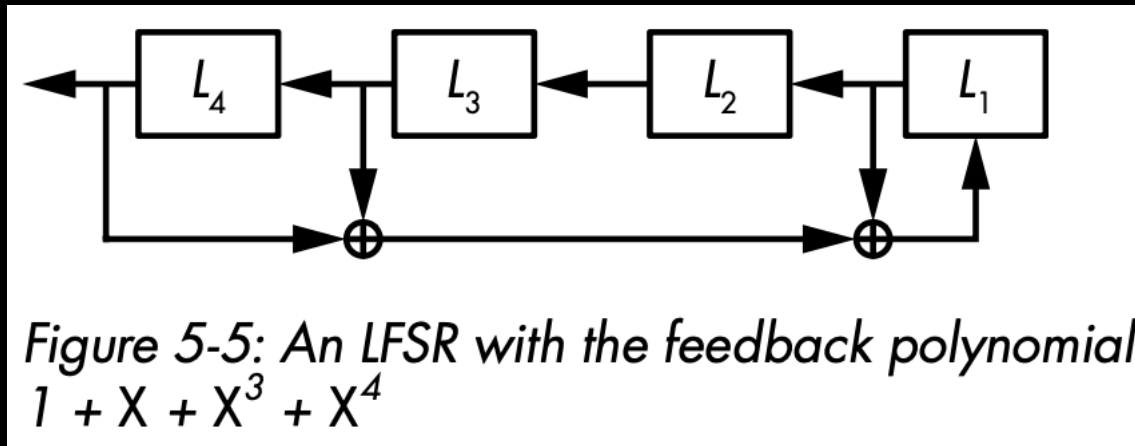 L₄ L₃ L₂ L₁
Figure 5-5: An LFSR with the feedback polynomial
1 + X + X³ + X⁴